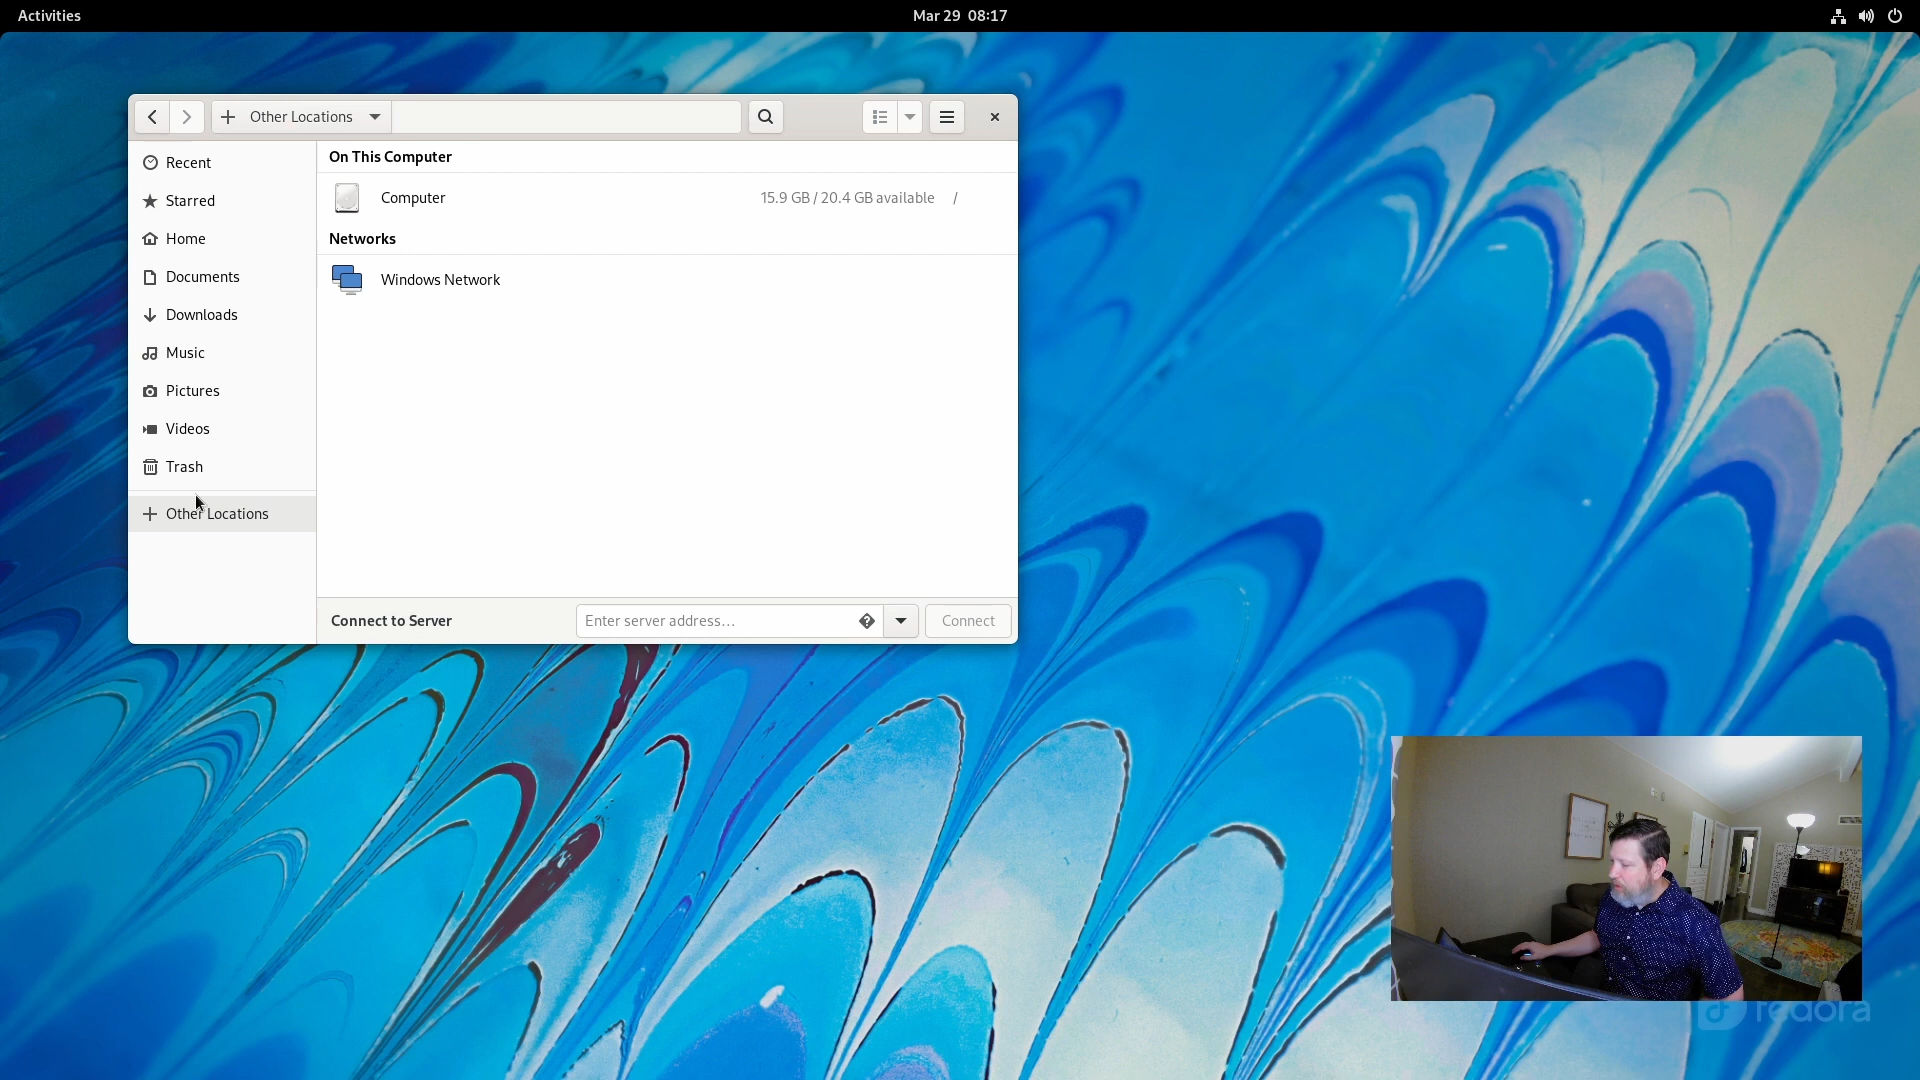 Activities
Mar 29 08:17
Other Locations
Recent
Starred
Home
Documents
Downloads
Music
Pictures
Videos
Trash
Other Locations
On This Computer
Computer 15.9 GB / 20.4 GB available /
Networks
Windows Network
Connect to Server Enter server address... Connect
fedora